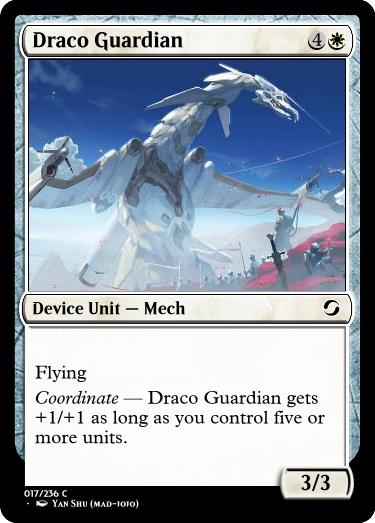 Draco Guardian 4
Device Unit — Mech
Flying
Coordinate — Draco Guardian gets
+1/+1 as long as you control five or
more units.
3/3
017/236 C
· Yan Shu (mad-jojo)